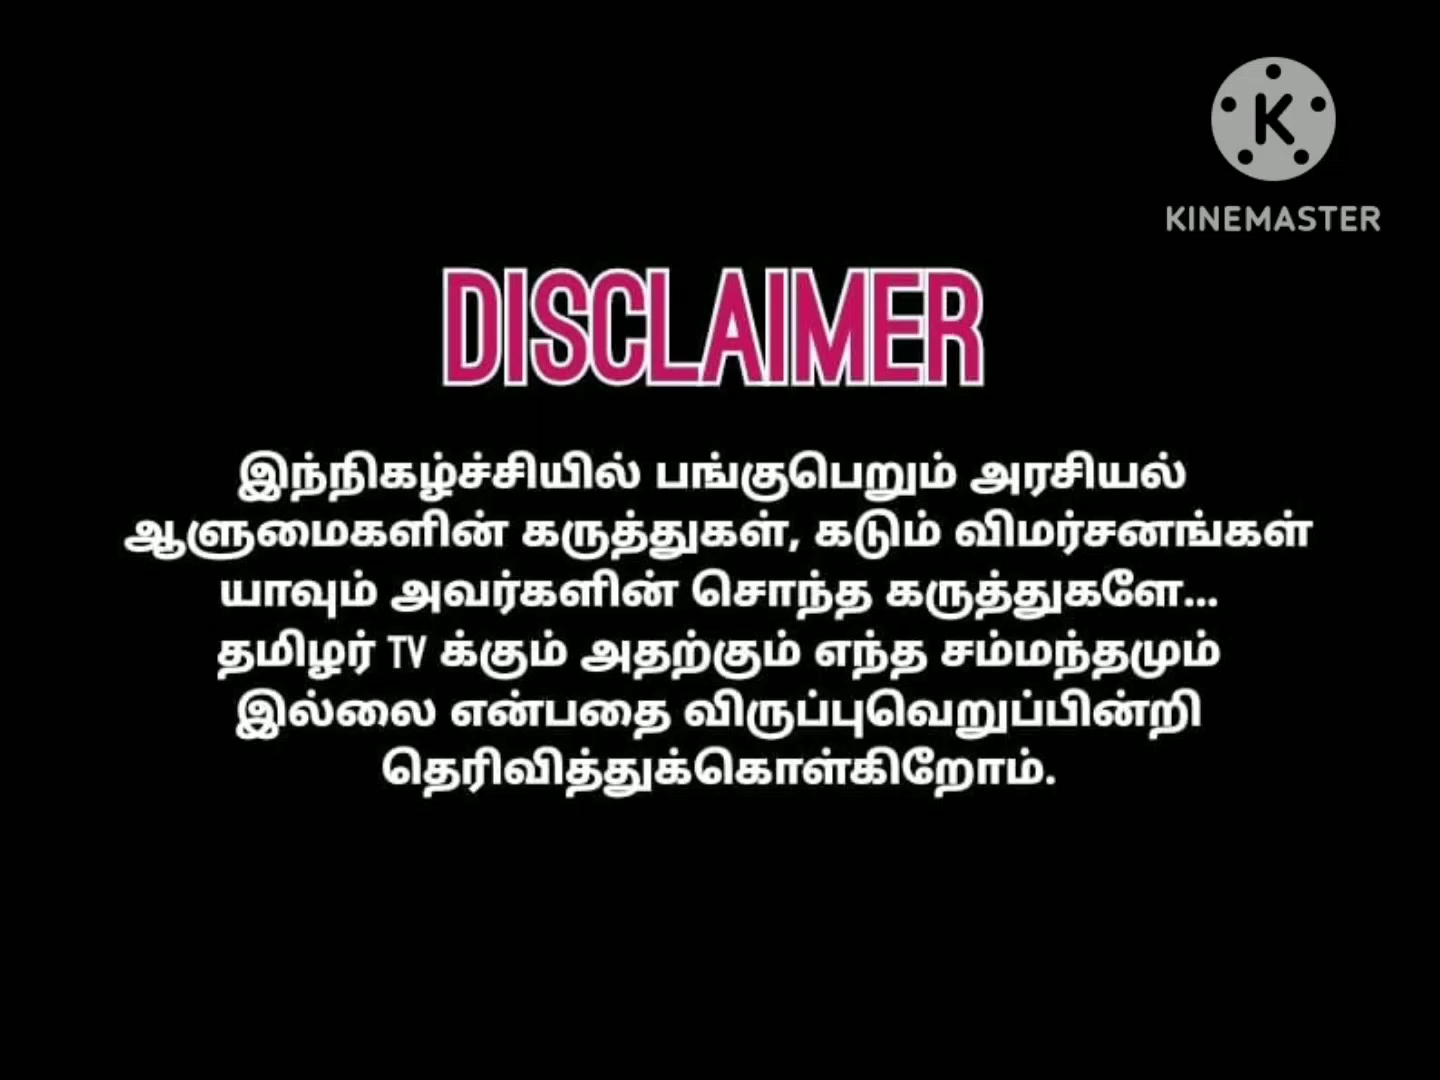 KINEMASTER
DISCLAIMER
இந்நிகழ்ச்சியில் பங்குபெறும் அரசியல்
ஆளுமைகளின் கருத்துகள், கடும் விமர்சனங்கள்
யாவும் அவர்களின் சொந்த கருத்துகளே...
தமிழர் TV க்கும் அதற்கும் எந்த சம்மந்தமும்
இல்லை என்பதை விருப்புவெறுப்பின்றி
தெரிவித்துக்கொள்கிறோம்.